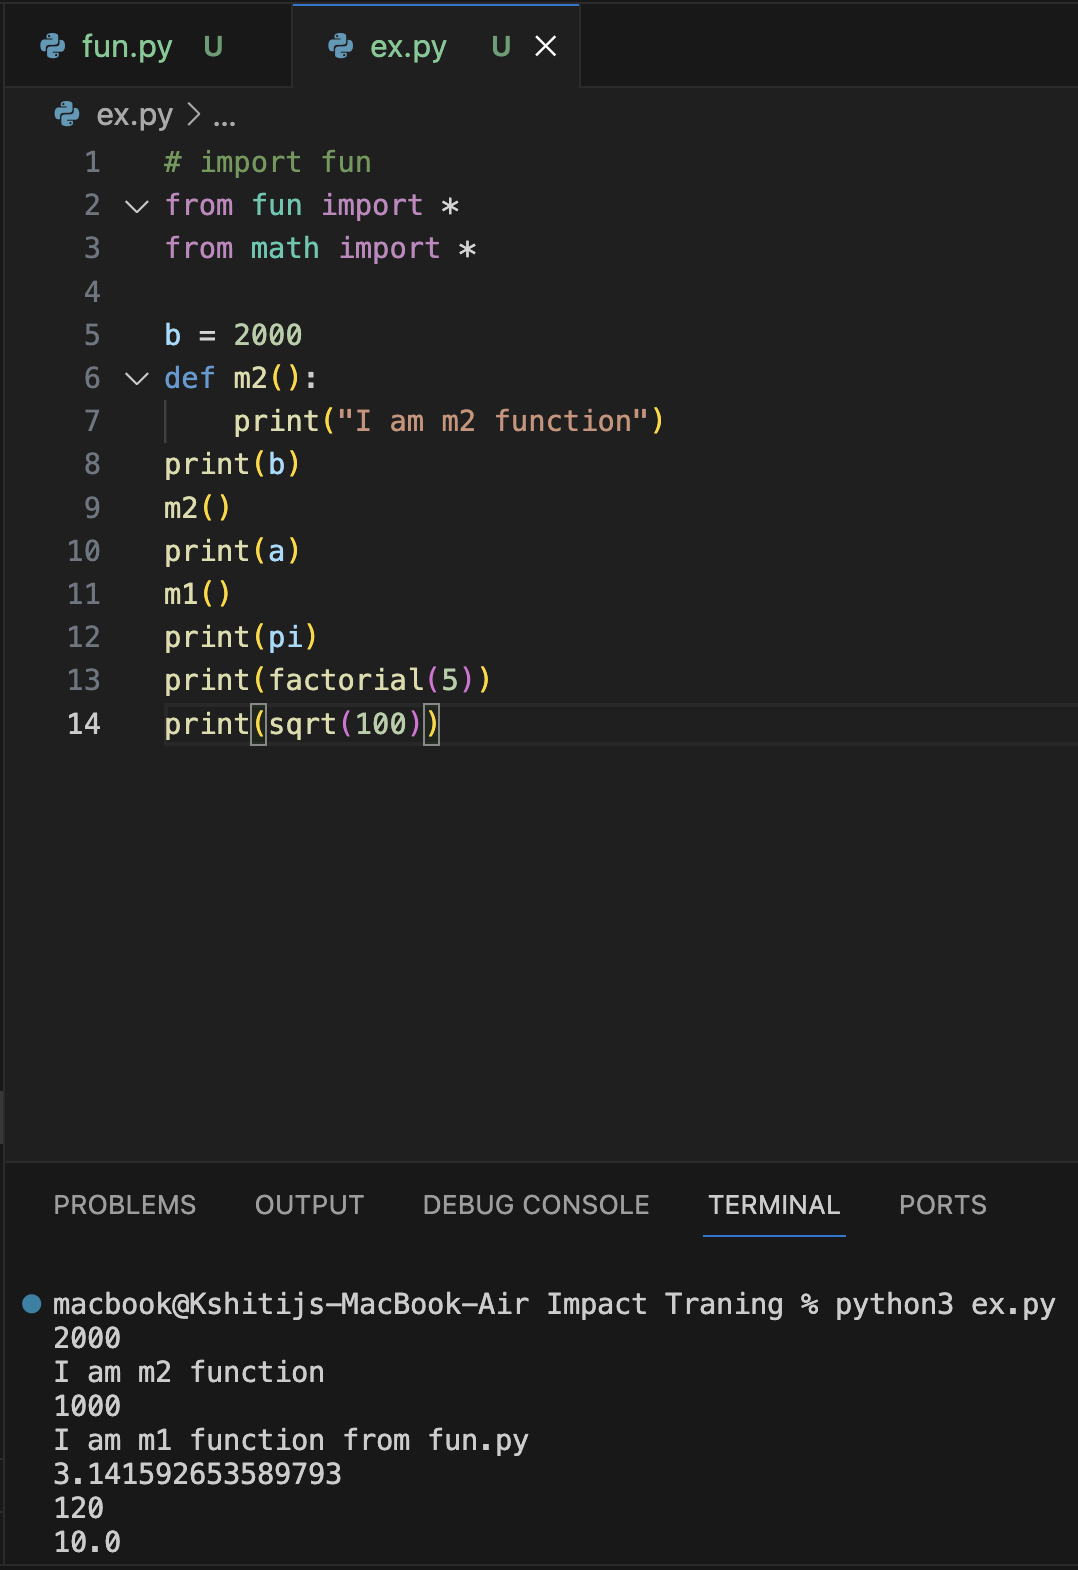 fun.py U ex.py U
ex.py > ...
1 # import fun
2 from fun import *
3 from math import *
4
5 b = 2000
6 def m2():
7     print("I am m2 function")
8 print(b)
9 m2()
10 print(a)
11 m1()
12 print(pi)
13 print(factorial(5))
14 print(sqrt(100))
PROBLEMS OUTPUT DEBUG CONSOLE TERMINAL PORTS
macbook@Kshitijs-MacBook-Air Impact Traning % python3 ex.py
2000
I am m2 function
1000
I am m1 function from fun.py
3.141592653589793
120
10.0